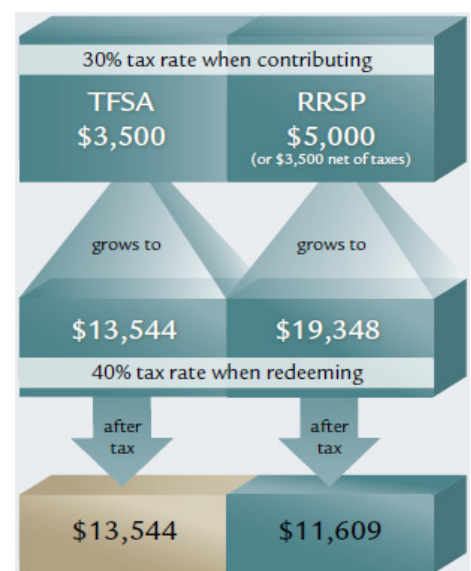 30% tax rate when contributing
TFSA RRSP
$3,500 $5,000
(or $3,500 net of taxes)
grows to grows to
$13,544 $19,348
40% tax rate when redeeming
after after
tax tax
$13,544 $11,609